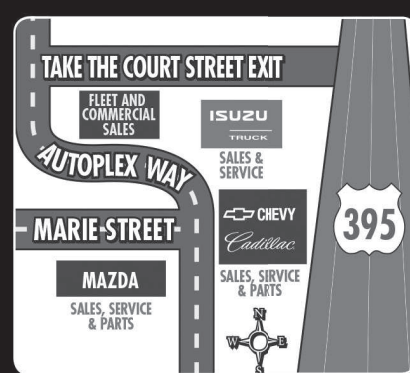 TAKE THE COURT STREET EXIT
FLEET AND
COMMERCIAL
SALES
ISUZU
TRUCK
SALES &
SERVICE
AUTOPLEX WAY
CHEVY
Cadillac
395
MARIE STREET
MAZDA
SALES, SERVICE
& PARTS
SALES, SIRVICE
& PARTS
N
W E
S